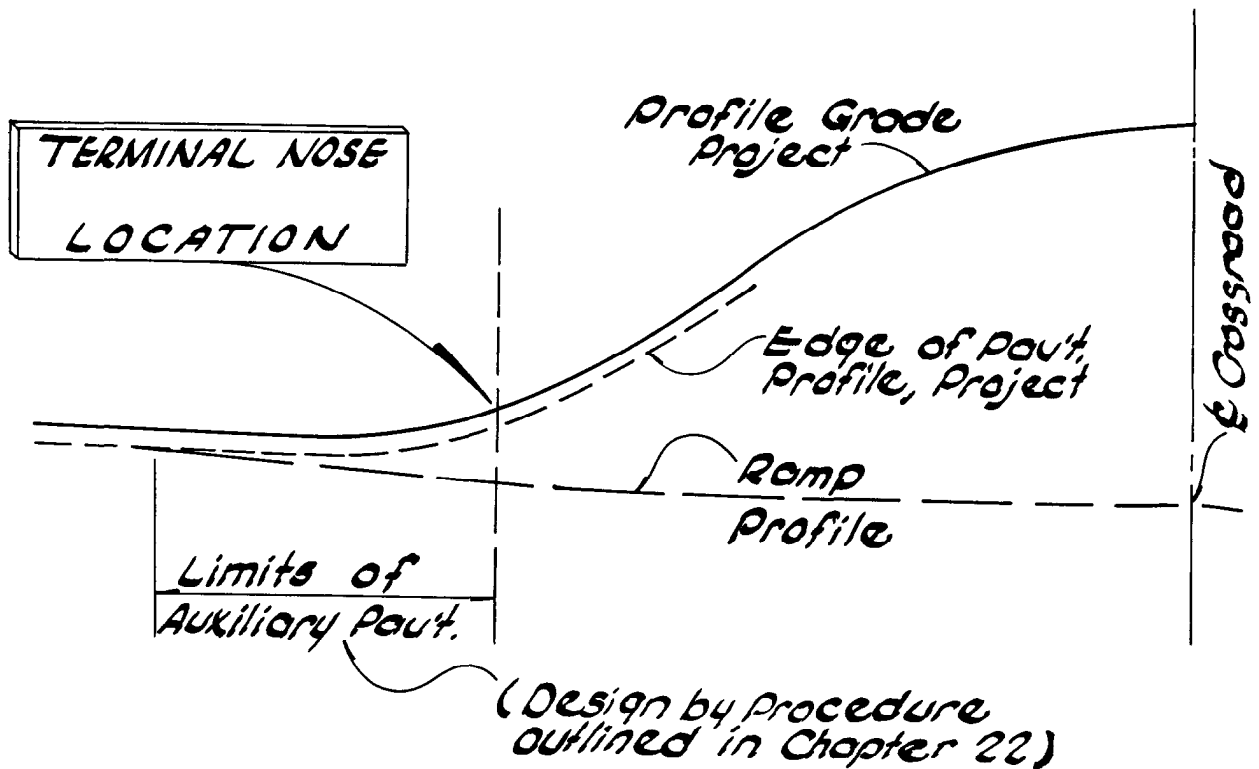 TERMINAL NOSE
LOCATION
Profile Grade
Project
Edge of Pav't.
Profile, Project
Ramp
Profile
℄ Crossroad
Limits of
Auxiliary Pav't.
(Design by Procedure
outlined in Chapter 22)